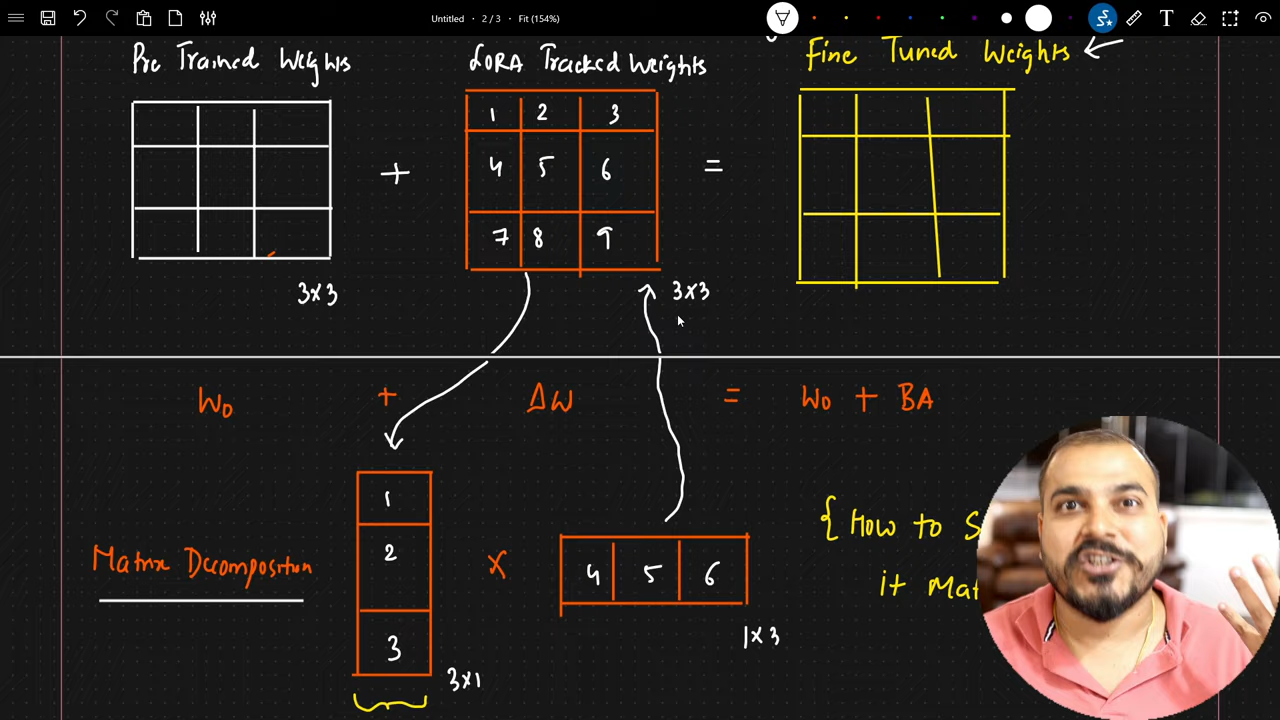 Untitled • 2 / 3 • Fit (154%)
T
Pre Trained Weights
LORA Tracked Weights
Fine Tuned Weights
1 2 3
4 5 6
7 8 9
+
=
3x3
3x3
W0 + ΔW = W0 + BA
1
2
3
Matrix Decomposition
x
4 5 6
3x1
1x3
{ How to S
it Mat